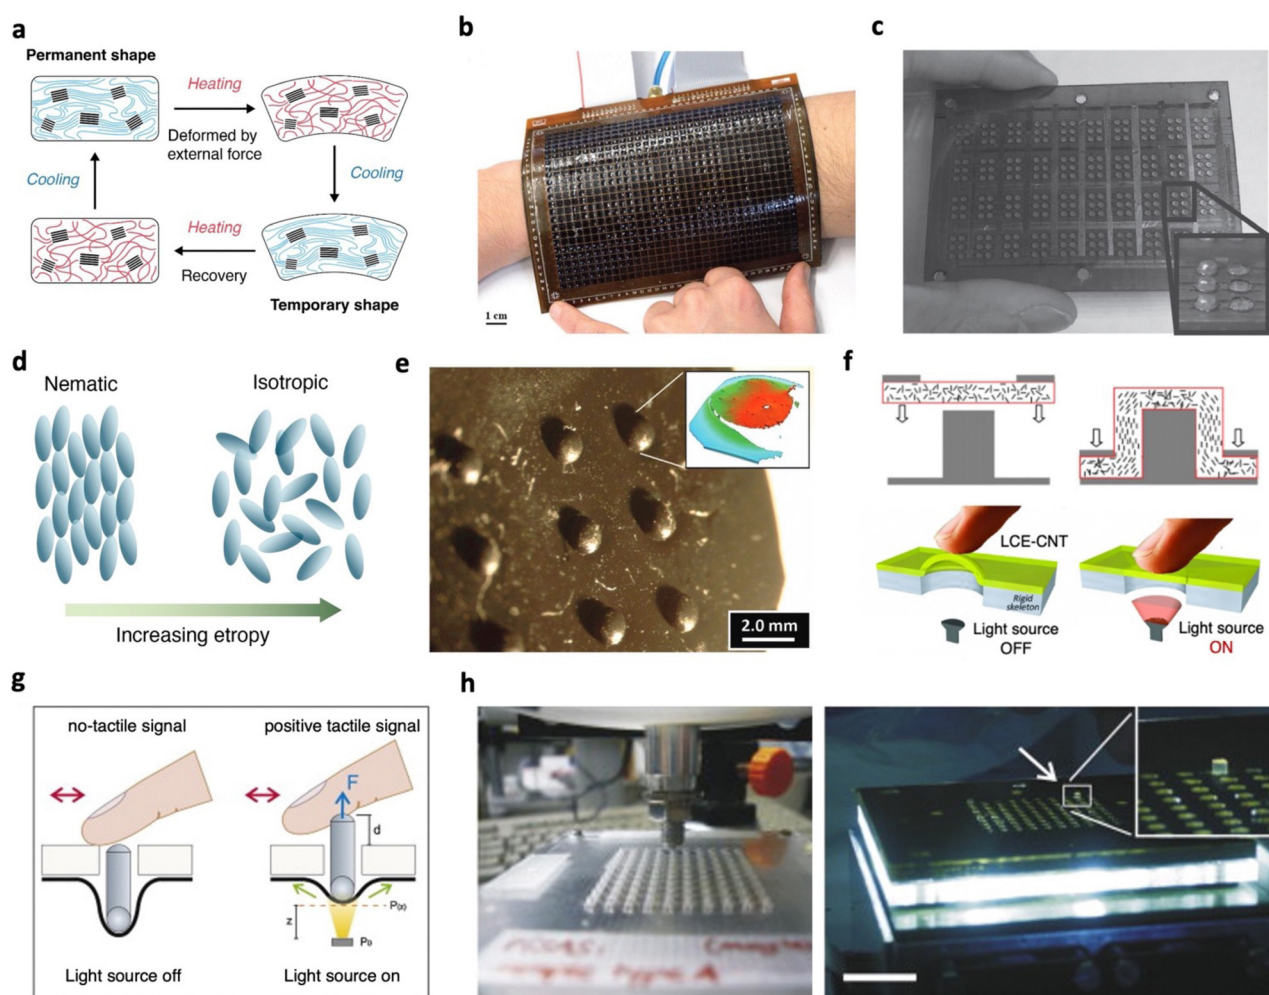 a
Permanent shape
Heating
Deformed by
external force
Cooling
Cooling
Heating
Recovery
Temporary shape
b
1 cm
c
d
Nematic
Isotropic
Increasing etropy
e
2.0 mm
f
LCE-CNT
Rigid
skeleton
Light source
OFF
Light source
ON
g
no-tactile signal
positive tactile signal
F
d
z
P(x)
Light source off
Light source on
h
type A